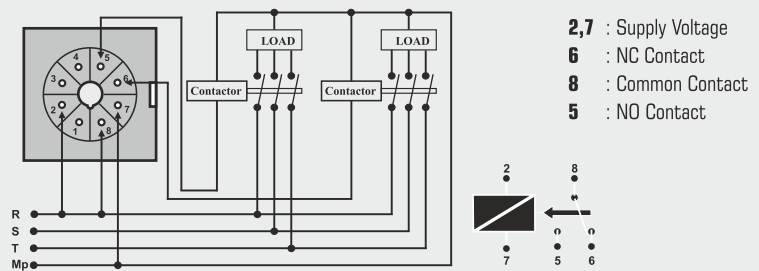 4 5
3 6
2 7
1 8
LOAD LOAD
Contactor Contactor
R
S
T
Mp
2,7 : Supply Voltage
6 : NC Contact
8 : Common Contact
5 : NO Contact
2 8
7 5 6